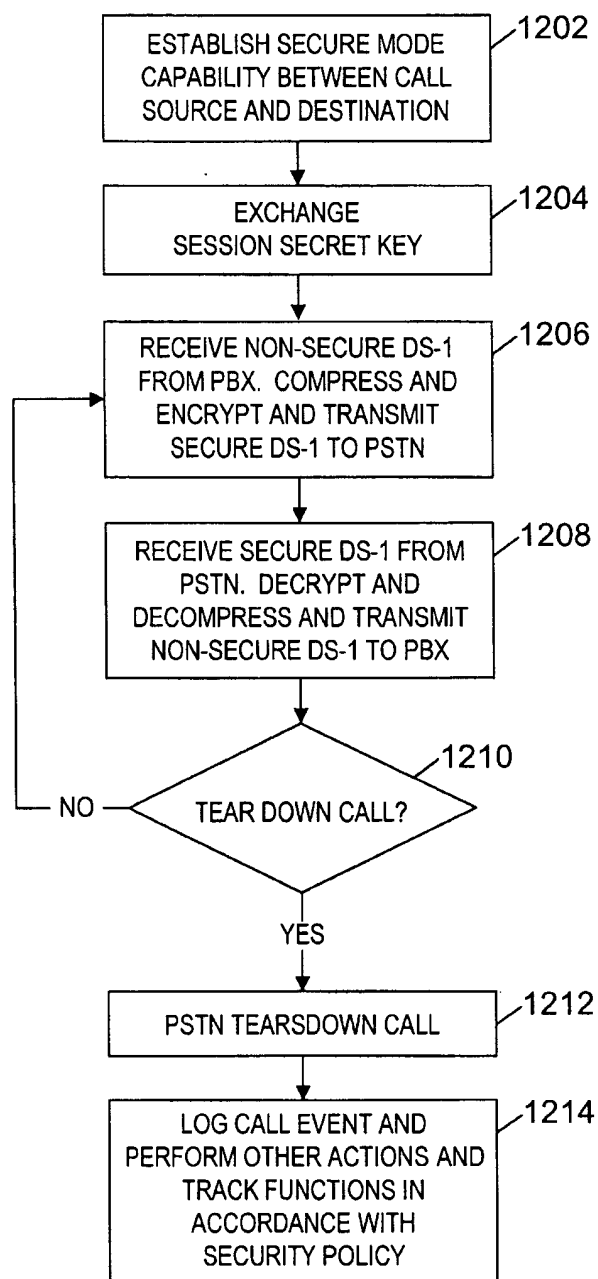 ESTABLISH SECURE MODE
CAPABILITY BETWEEN CALL
SOURCE AND DESTINATION
1202
EXCHANGE
SESSION SECRET KEY
1204
RECEIVE NON-SECURE DS-1
FROM PBX. COMPRESS AND
ENCRYPT AND TRANSMIT
SECURE DS-1 TO PSTN
1206
RECEIVE SECURE DS-1 FROM
PSTN. DECRYPT AND
DECOMPRESS AND TRANSMIT
NON-SECURE DS-1 TO PBX
1208
TEAR DOWN CALL?
1210
NO
YES
PSTN TEARSDOWN CALL
1212
LOG CALL EVENT AND
PERFORM OTHER ACTIONS AND
TRACK FUNCTIONS IN
ACCORDANCE WITH
SECURITY POLICY
1214